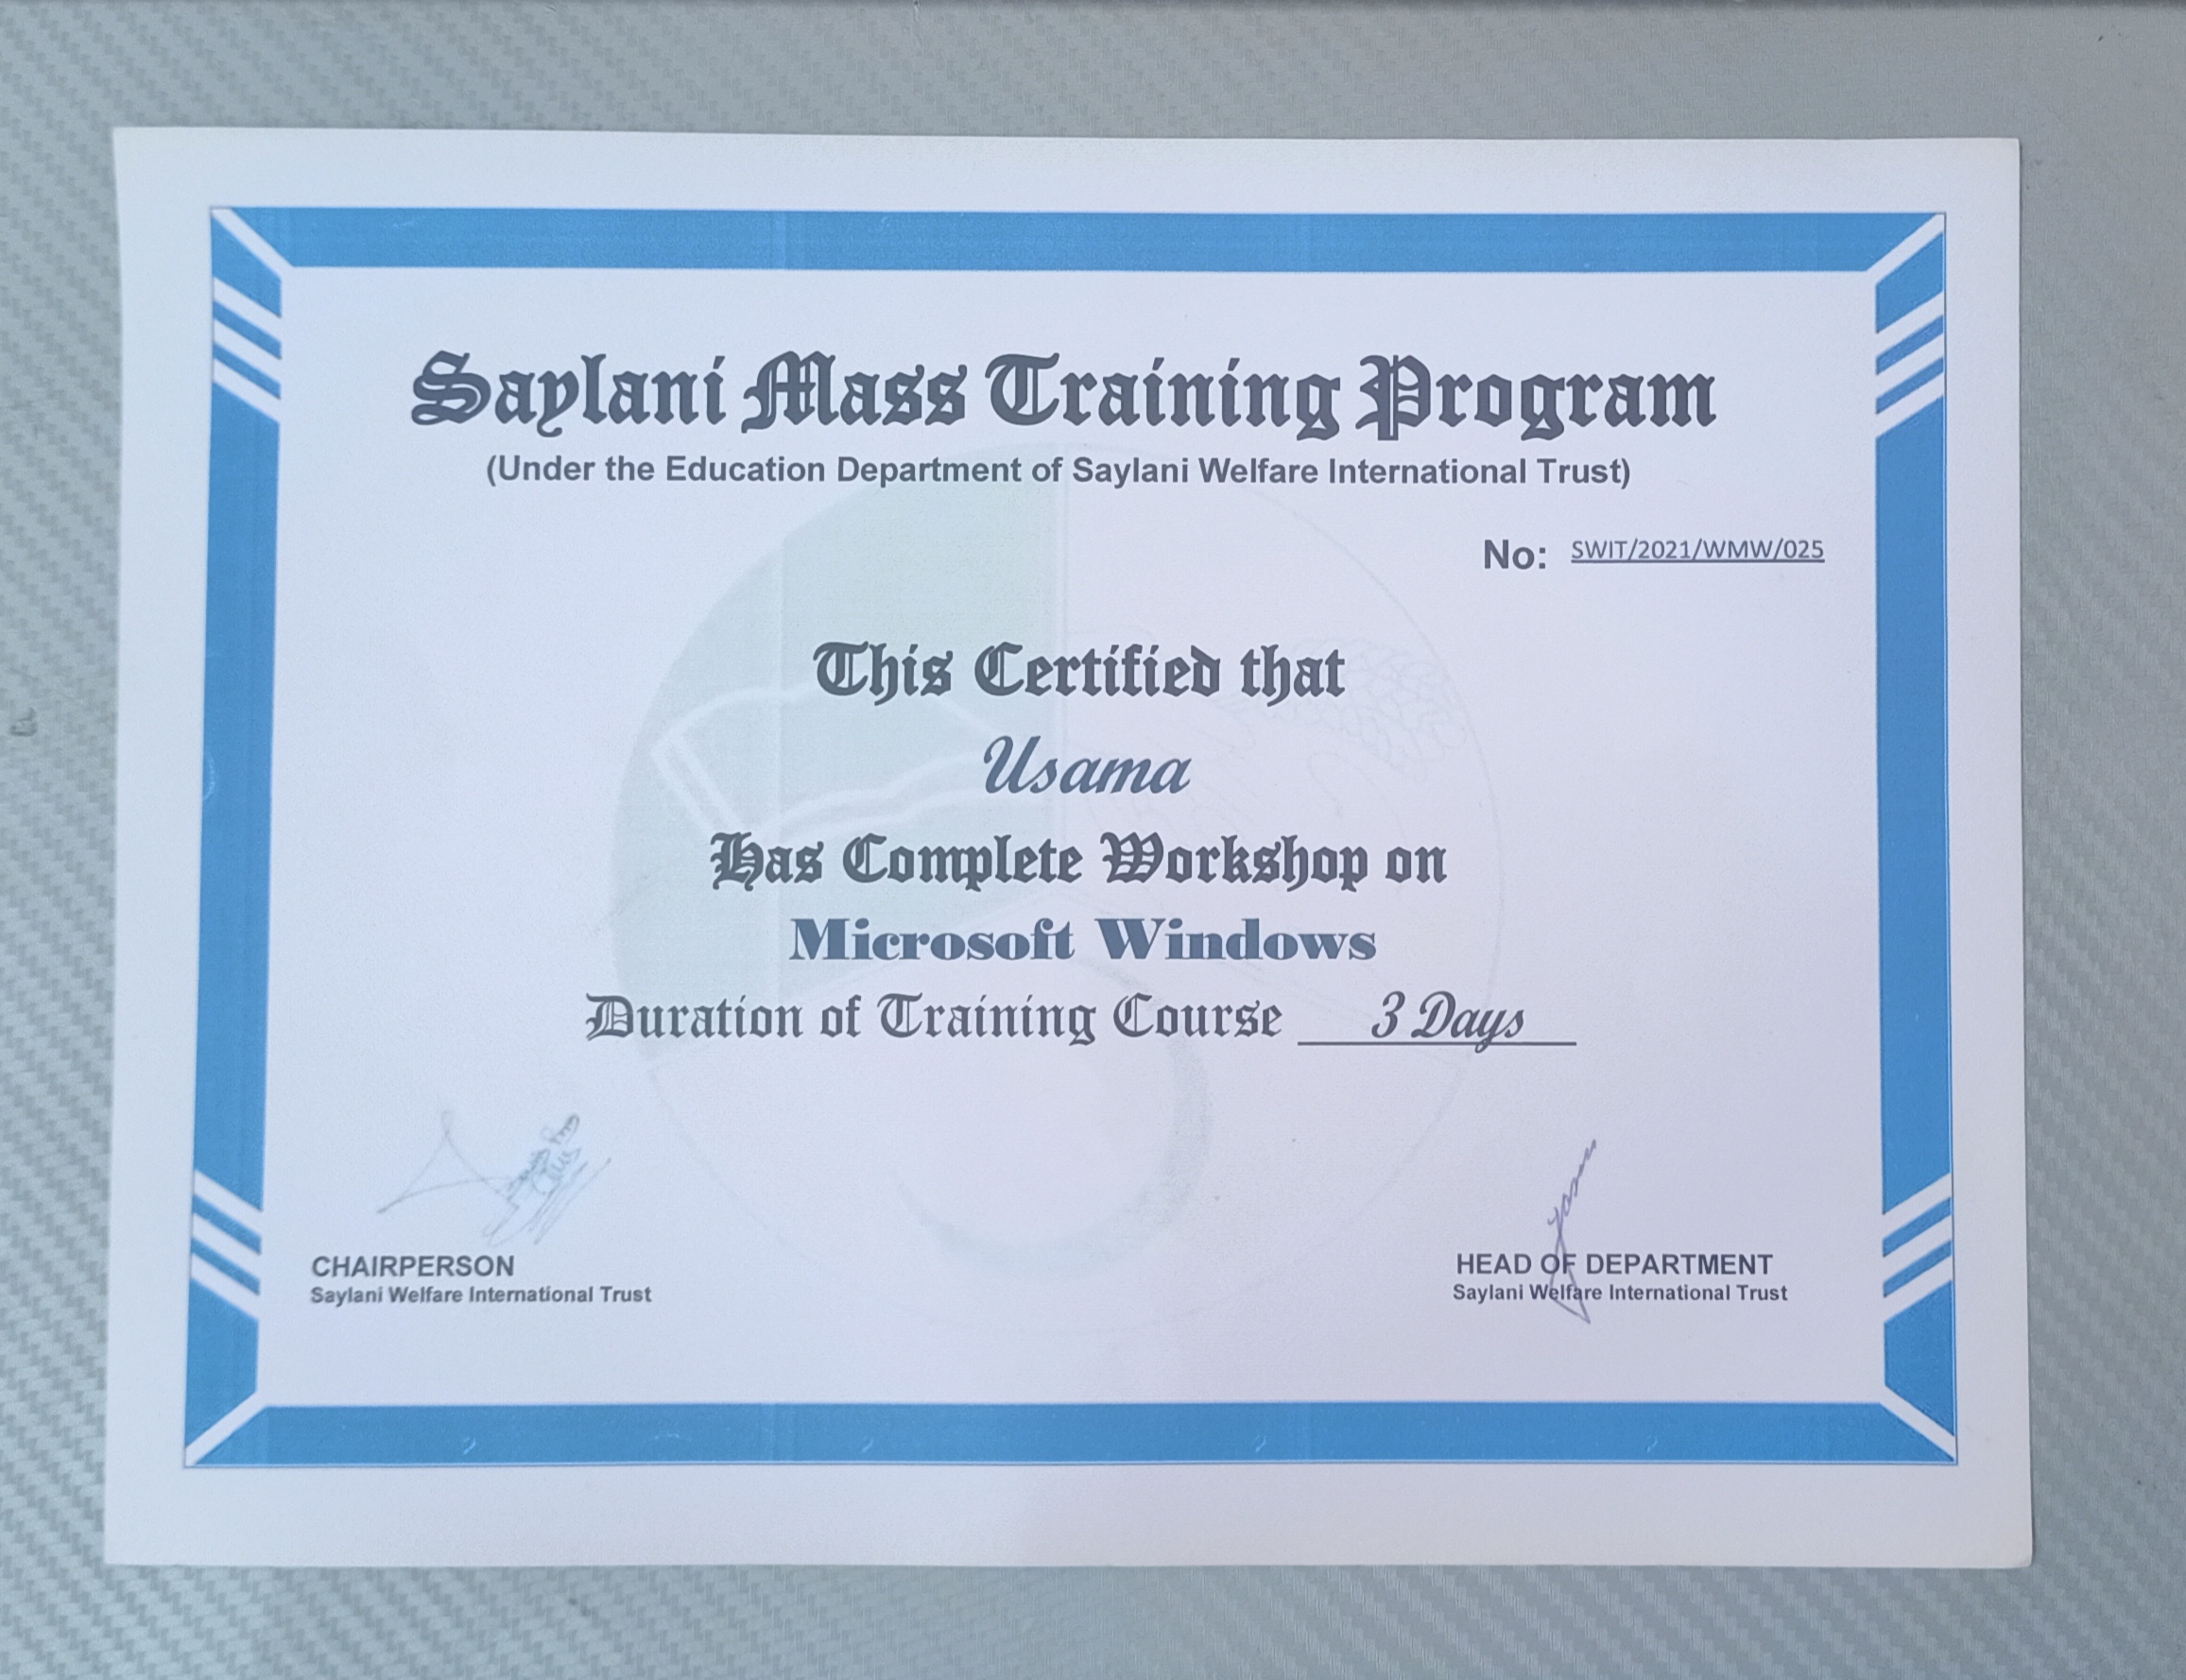 Saylani Mass Training Program
(Under the Education Department of Saylani Welfare International Trust)
No: SWIT/2021/WMW/025
This Certified that
Usama
Has Complete Workshop on
Microsoft Windows
Duration of Training Course 3 Days
CHAIRPERSON
Saylani Welfare International Trust
HEAD OF DEPARTMENT
Saylani Welfare International Trust